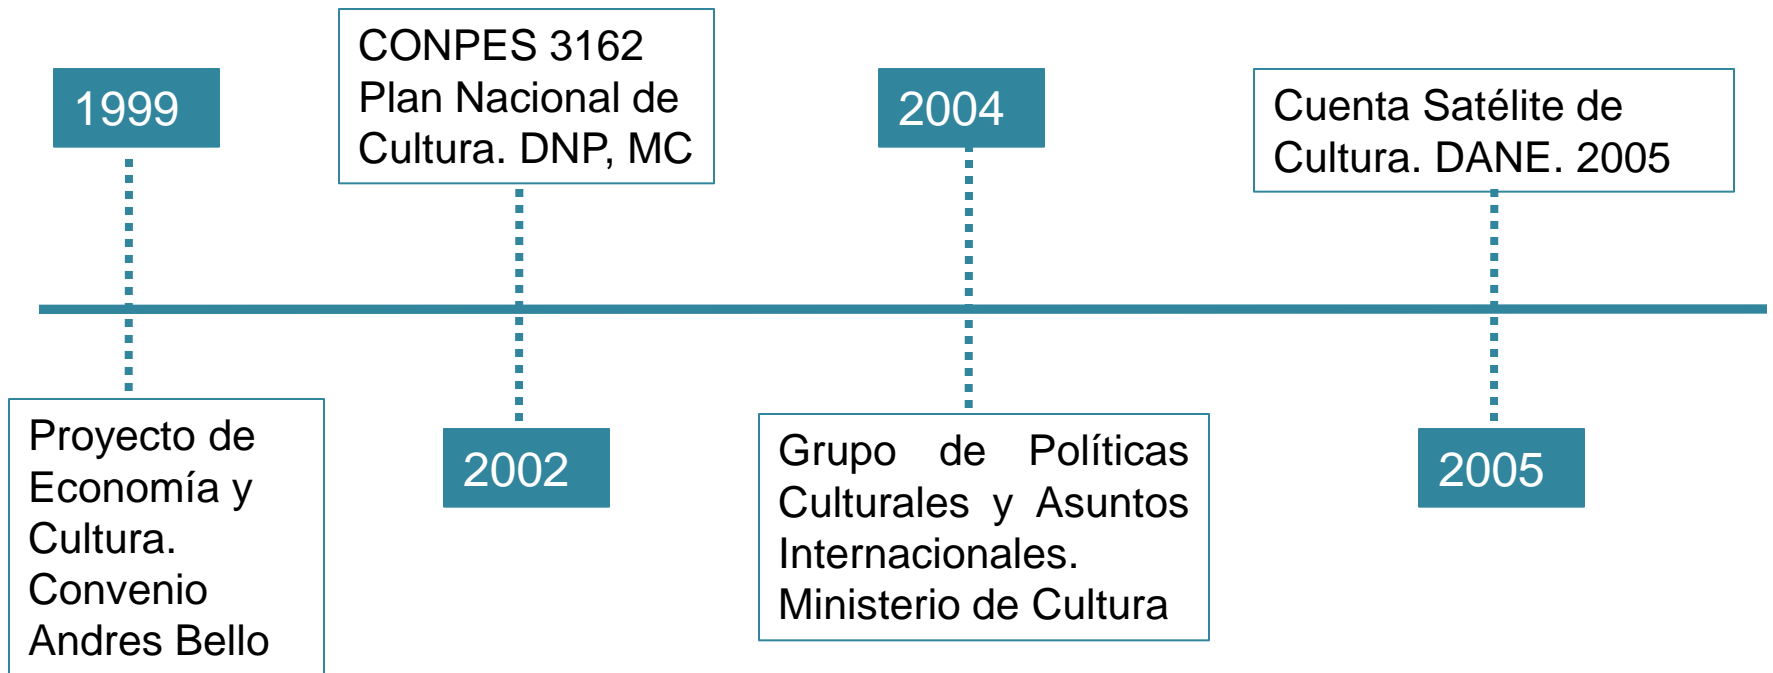 1999
Proyecto de
Economía y
Cultura.
Convenio
Andres Bello
CONPES 3162
Plan Nacional de
Cultura. DNP, MC
2002
2004
Grupo de Políticas
Culturales y Asuntos
Internacionales.
Ministerio de Cultura
Cuenta Satélite de
Cultura. DANE. 2005
2005